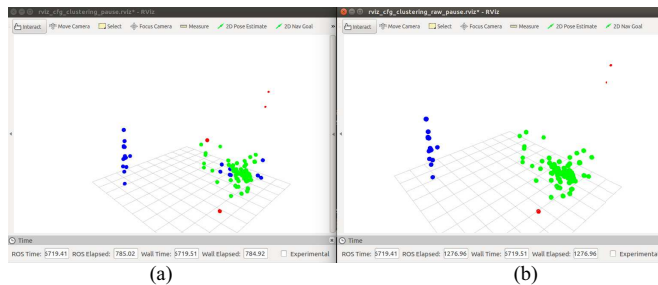 rviz_cfg_clustering_pause.rviz* - RViz
Interact Move Camera Select Focus Camera Measure 2D Pose Estimate 2D Nav Goal »
Time
ROS Time: 5719.41 ROS Elapsed: 785.02 Wall Time: 5719.51 Wall Elapsed: 784.92 Experimental
(a)
rviz_cfg_clustering_raw_pause.rviz* - RViz
Interact Move Camera Select Focus Camera Measure 2D Pose Estimate 2D Nav Goal
Time
ROS Time: 5719.41 ROS Elapsed: 1276.96 Wall Time: 5719.51 Wall Elapsed: 1276.96 Experimental
(b)